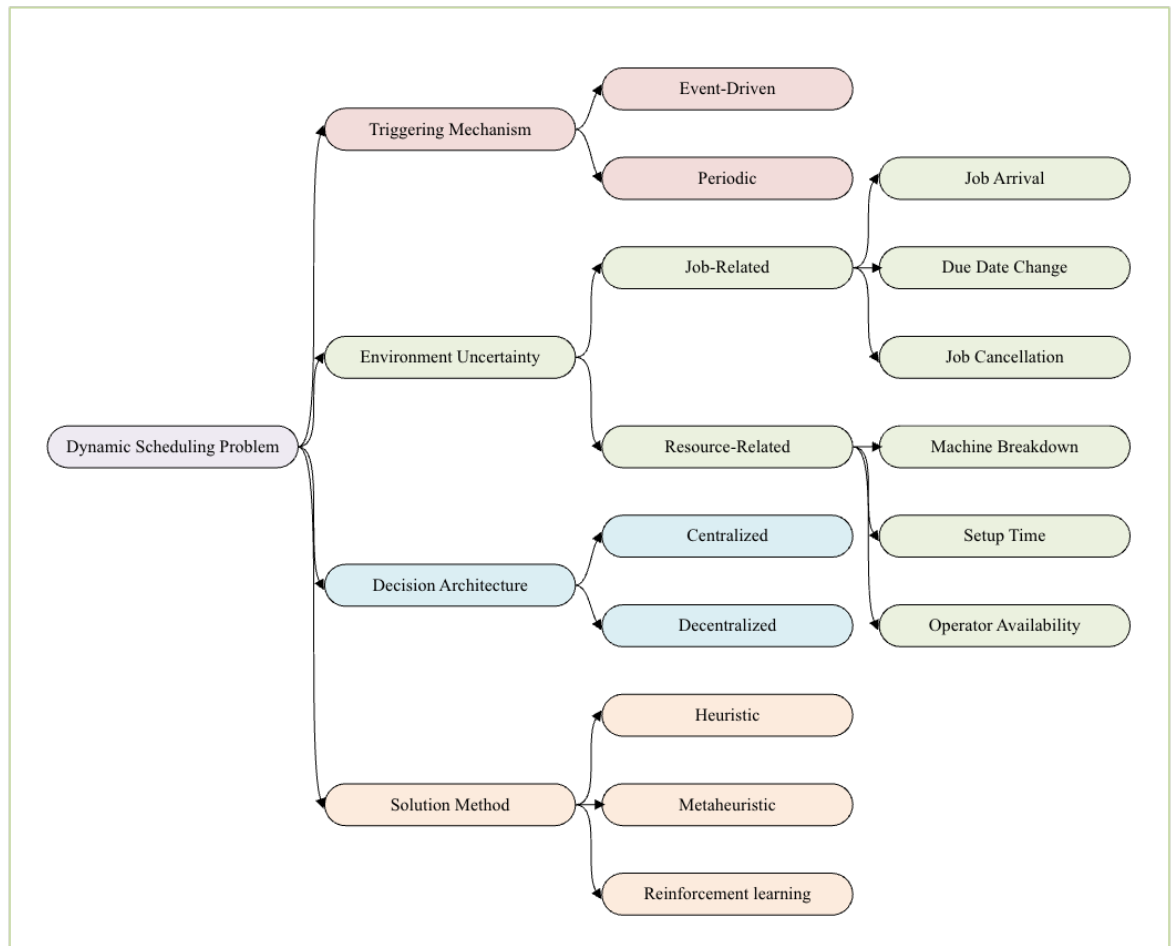 Dynamic Scheduling Problem
Triggering Mechanism
Event-Driven
Periodic
Environment Uncertainty
Job-Related
Job Arrival
Due Date Change
Job Cancellation
Resource-Related
Machine Breakdown
Setup Time
Operator Availability
Decision Architecture
Centralized
Decentralized
Solution Method
Heuristic
Metaheuristic
Reinforcement learning